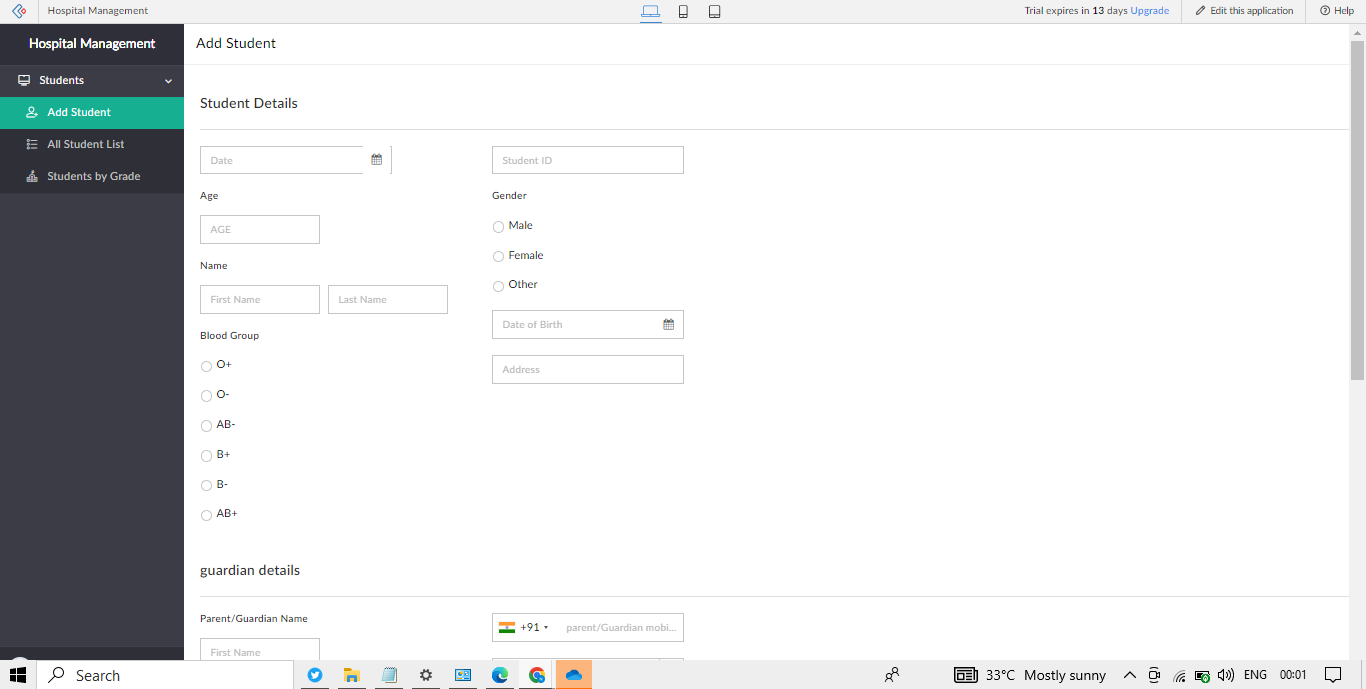 Hospital Management
Trial expires in 13 days Upgrade
Edit this application
Help
Hospital Management
Students
Add Student
All Student List
Students by Grade
Add Student
Student Details
Date
Student ID
Age
AGE
Gender
Male
Female
Other
Name
First Name
Last Name
Date of Birth
Address
Blood Group
O+
O-
AB-
B+
B-
AB+
guardian details
Parent/Guardian Name
First Name
+91
parent/Guardian mobi...
Search
33°C Mostly sunny
ENG
00:01